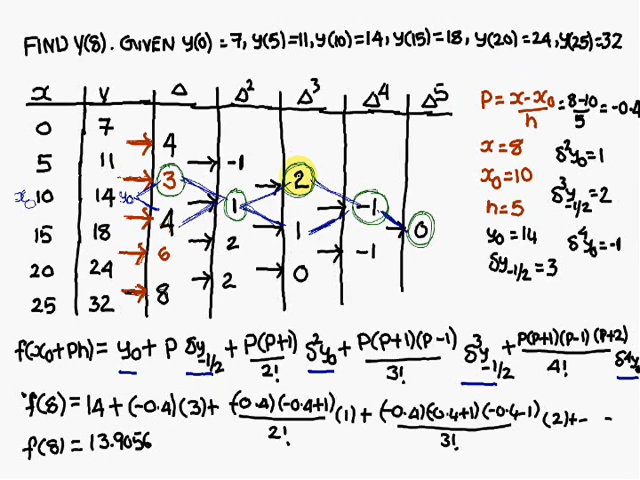 FIND Y(8). GIVEN Y(0) = 7, Y(5) = 11, Y(10) = 14, Y(15) = 18, Y(20) = 24, Y(25) = 32
x Y Δ Δ² Δ³ Δ⁴ Δ⁵
0 7
4
5 11 -1
3 2
x₀ 10 14 y₀ 1 -1
4 1 0
15 18 2 -1
6 0
20 24 2
8
25 32
P = x-x₀/h = 8-10/5 = -0.4
x = 8 δ²y₀ = 1
x₀ = 10 δ³y₋₁/₂ = 2
h = 5
y₀ = 14 δ⁴y₀ = -1
δy₋₁/₂ = 3
f(x₀+Ph) = y₀ + P δy₋₁/₂ + P(P+1)/2! δ²y₀ + P(P+1)(P-1)/3! δ³y₋₁/₂ + P(P+1)(P-1)(P+2)/4! δ⁴y₀
f(8) = 14 + (-0.4)(3) + (-0.4)(-0.4+1)/2! (1) + (-0.4)(-0.4+1)(-0.4-1)/3! (2) + - -
f(8) = 13.9056